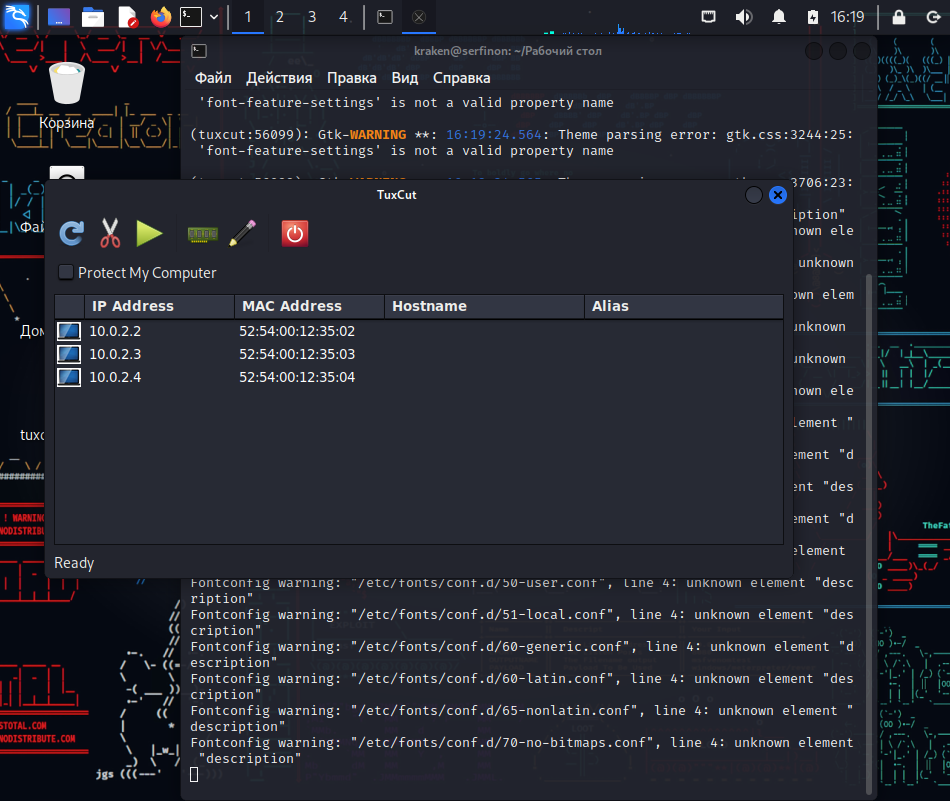 1 2 3 4 16:19
kraken@serfinon: ~/Рабочий стол
Файл Действия Правка Вид Справка
'font-feature-settings' is not a valid property name
(tuxcut:56099): Gtk-WARNING **: 16:19:24.564: Theme parsing error: gtk.css:3244:25:
'font-feature-settings' is not a valid property name
3706:23:
Корзина
TuxCut
ription"
own ele
Фай
unknown
Protect My Computer
own elem
IP Address MAC Address Hostname Alias
10.0.2.2 52:54:00:12:35:02
unknown
Дом
10.0.2.3 52:54:00:12:35:03
unknown
10.0.2.4 52:54:00:12:35:04
own ele
lement "
tuxc
ement "d
ent "des
! WARNING
ment "d
TheFat
NODISTRIBU
element
Ready
Fontconfig warning: "/etc/fonts/conf.d/50-user.conf", line 4: unknown element "desc
ription"
Fontconfig warning: "/etc/fonts/conf.d/51-local.conf", line 4: unknown element "des
cription"
Fontconfig warning: "/etc/fonts/conf.d/60-generic.conf", line 4: unknown element "d
escription"
Fontconfig warning: "/etc/fonts/conf.d/60-latin.conf", line 4: unknown element "des
cription"
Fontconfig warning: "/etc/fonts/conf.d/65-nonlatin.conf", line 4: unknown element "
description"
Fontconfig warning: "/etc/fonts/conf.d/70-no-bitmaps.conf", line 4: unknown element
"description"
STOTAL.COM
NODISTRIBUTE.COM
jgs